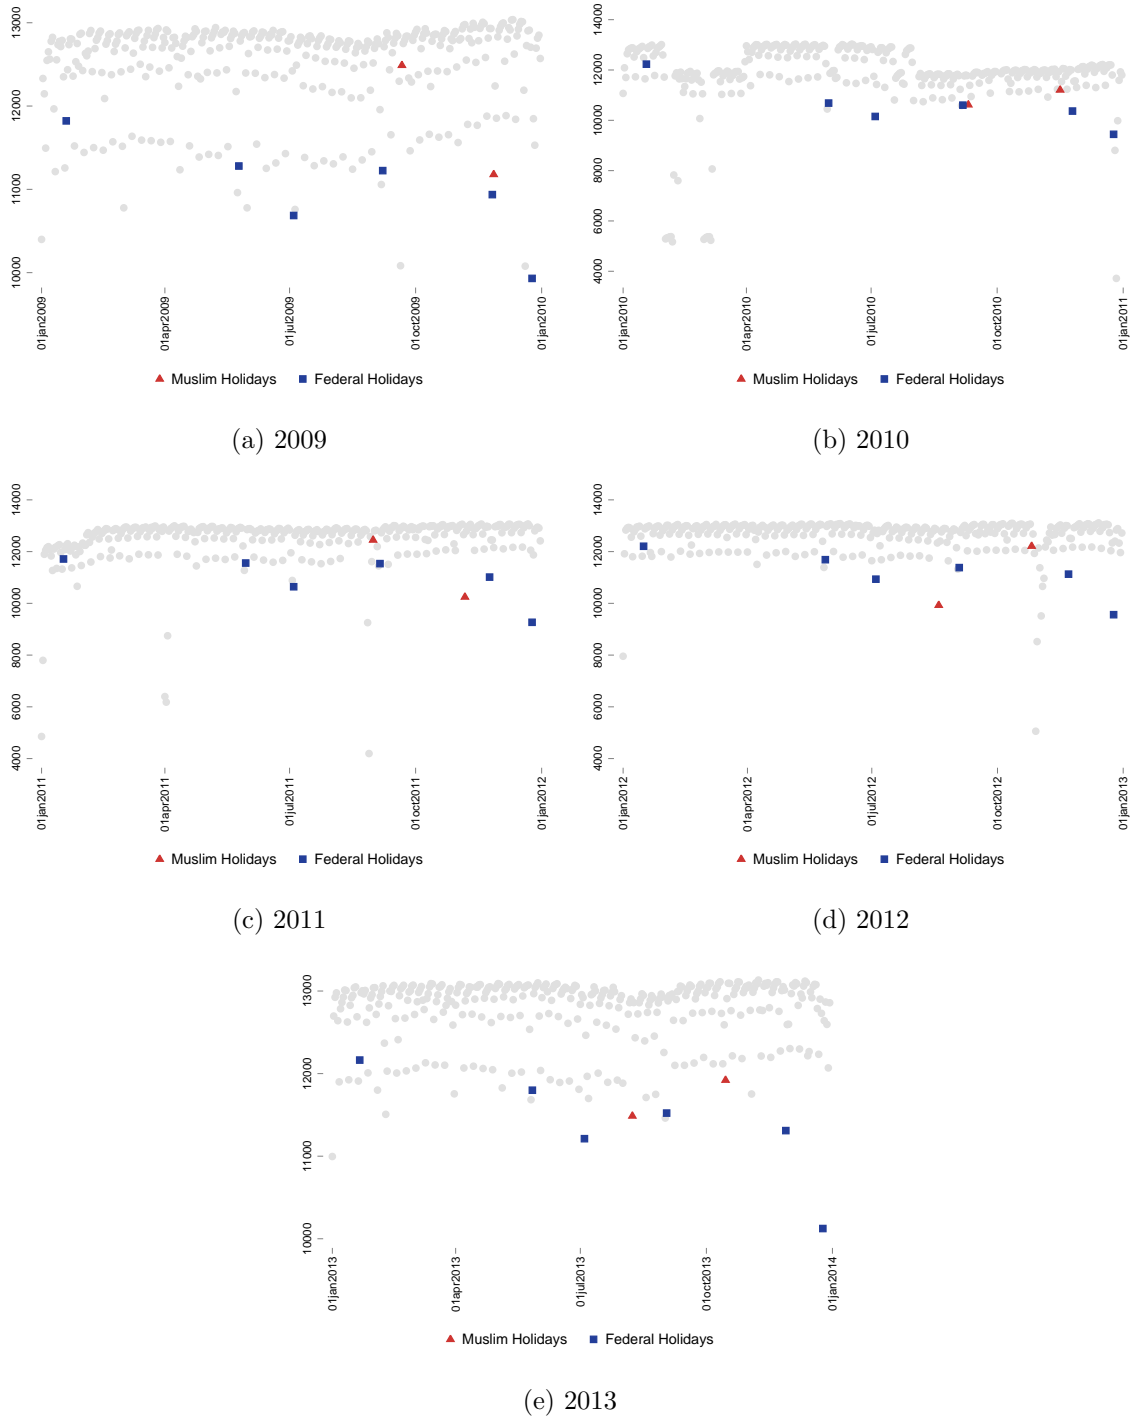 13000
12000
11000
10000
01jan2009
01apr2009
01jul2009
01oct2009
01jan2010
Muslim Holidays Federal Holidays
(a) 2009
14000
12000
10000
8000
6000
4000
01jan2010
01apr2010
01jul2010
01oct2010
01jan2011
Muslim Holidays Federal Holidays
(b) 2010
14000
12000
10000
8000
6000
4000
01jan2011
01apr2011
01jul2011
01oct2011
01jan2012
Muslim Holidays Federal Holidays
(c) 2011
14000
12000
10000
8000
6000
4000
01jan2012
01apr2012
01jul2012
01oct2012
01jan2013
Muslim Holidays Federal Holidays
(d) 2012
13000
12000
11000
10000
01jan2013
01apr2013
01jul2013
01oct2013
01jan2014
Muslim Holidays Federal Holidays
(e) 2013